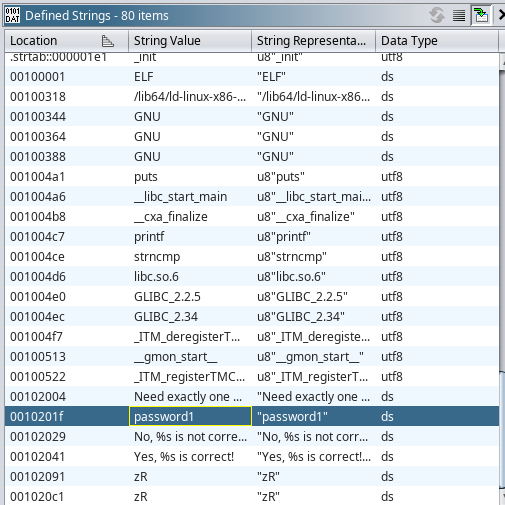 0101 DAT Defined Strings - 80 items
Location String Value String Representa... Data Type
.strtab::000001e1 _init u8"_init" utf8
00100001 ELF "ELF" ds
00100318 /lib64/ld-linux-x86-... "/lib64/ld-linux-x86... ds
00100344 GNU "GNU" ds
00100364 GNU "GNU" ds
00100388 GNU "GNU" ds
001004a1 puts u8"puts" utf8
001004a6 __libc_start_main u8"__libc_start_mai... utf8
001004b8 __cxa_finalize u8"__cxa_finalize" utf8
001004c7 printf u8"printf" utf8
001004ce strncmp u8"strncmp" utf8
001004d6 libc.so.6 u8"libc.so.6" utf8
001004e0 GLIBC_2.2.5 u8"GLIBC_2.2.5" utf8
001004ec GLIBC_2.34 u8"GLIBC_2.34" utf8
001004f7 _ITM_deregisterT... u8"_ITM_deregiste... utf8
00100513 __gmon_start__ u8"__gmon_start__" utf8
00100522 _ITM_registerTMC... u8"_ITM_registerT... utf8
00102004 Need exactly one ... "Need exactly one ... ds
0010201f password1 "password1" ds
00102029 No, %s is not corre... "No, %s is not corr... ds
00102041 Yes, %s is correct! "Yes, %s is correct!... ds
00102091 zR "zR" ds
001020c1 zR "zR" ds